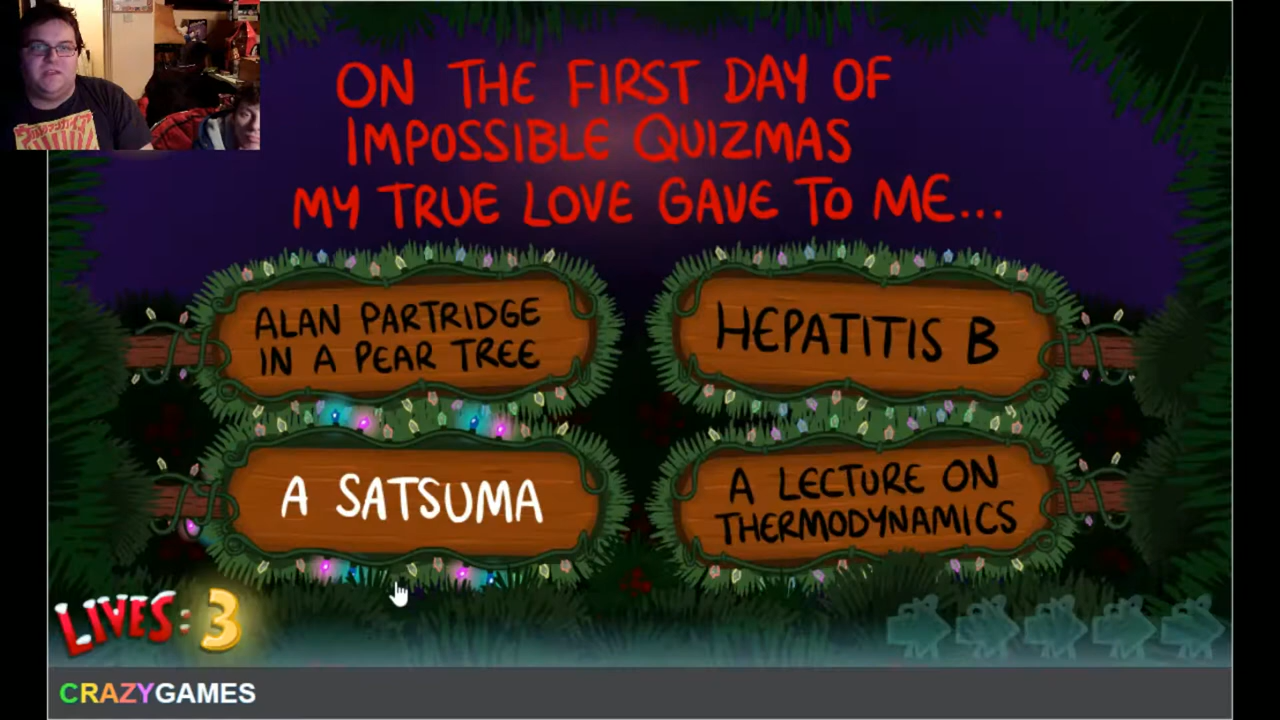 ON THE FIRST DAY OF
IMPOSSIBLE QUIZMAS
MY TRUE LOVE GAVE TO ME...
ALAN PARTRIDGE
IN A PEAR TREE
HEPATITIS B
A SATSUMA
A LECTURE ON
THERMODYNAMICS
LIVES: 3
CRAZYGAMES